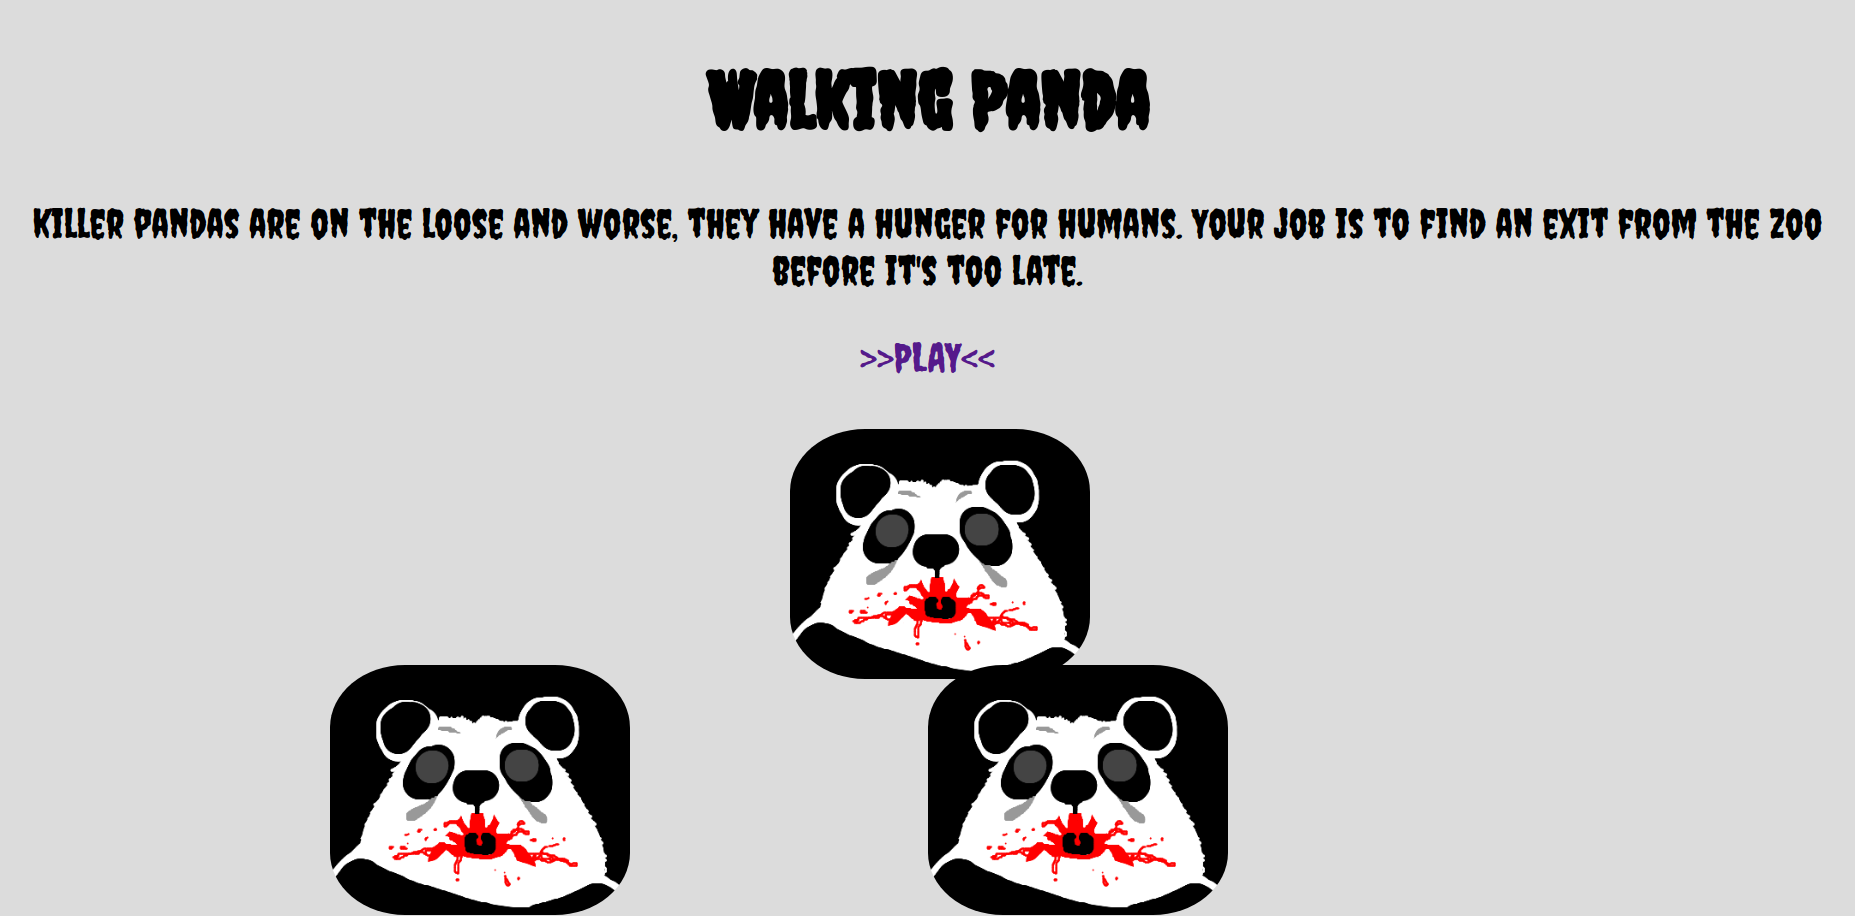 WALKING PANDA
KILLER PANDAS ARE ON THE LOOSE AND WORSE, THEY HAVE A HUNGER FOR HUMANS. YOUR JOB IS TO FIND AN EXIT FROM THE ZOO
BEFORE IT'S TOO LATE.
>>PLAY<<